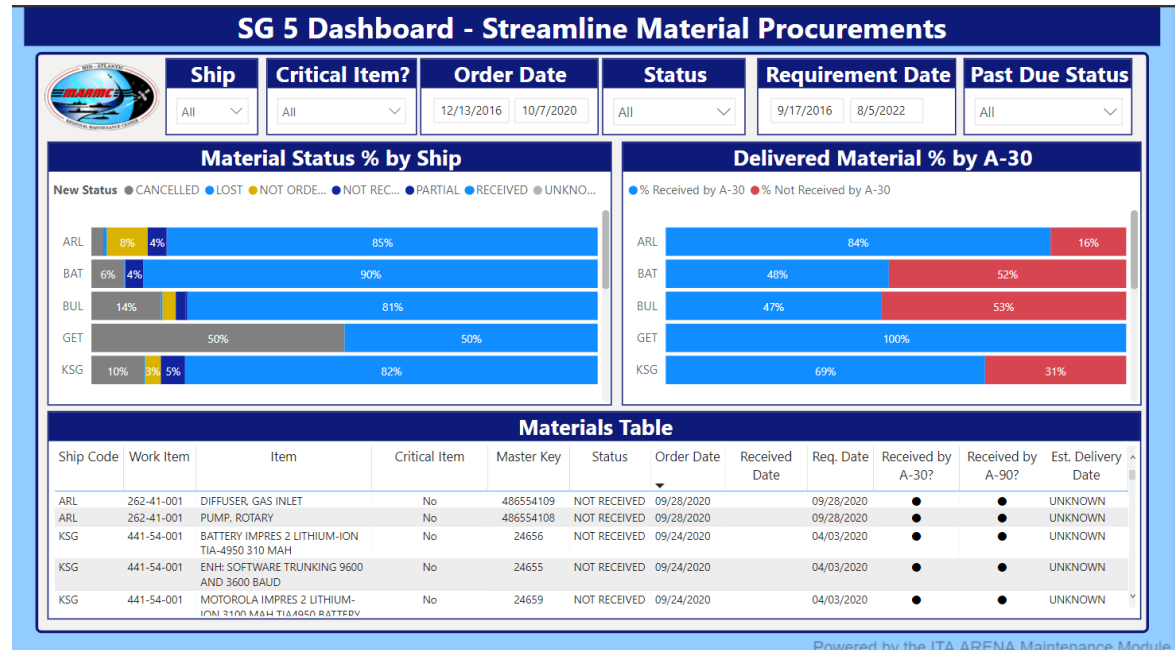 SG 5 Dashboard - Streamline Material Procurements
MID - ATLANTIC
MARMC
REGIONAL MAINTENANCE CENTER
Ship
All
Critical Item?
All
Order Date
12/13/2016 10/7/2020
Status
All
Requirement Date
9/17/2016 8/5/2022
Past Due Status
All
Material Status % by Ship
New Status CANCELLED LOST NOT ORDE... NOT REC... PARTIAL RECEIVED UNKNO...
ARL 8% 4% 85%
BAT 6% 4% 90%
BUL 14% 81%
GET 50% 50%
KSG 10% 3% 5% 82%
Delivered Material % by A-30
% Received by A-30 % Not Received by A-30
ARL 84% 16%
BAT 48% 52%
BUL 47% 53%
GET 100%
KSG 69% 31%
Materials Table
Ship Code Work Item Item Critical Item Master Key Status Order Date Received Date Req. Date Received by A-30? Received by A-90? Est. Delivery Date
ARL 262-41-001 DIFFUSER, GAS INLET No 486554109 NOT RECEIVED 09/28/2020 09/28/2020 ● ● UNKNOWN
ARL 262-41-001 PUMP, ROTARY No 486554108 NOT RECEIVED 09/28/2020 09/28/2020 ● ● UNKNOWN
KSG 441-54-001 BATTERY IMPRES 2 LITHIUM-ION No 24656 NOT RECEIVED 09/24/2020 04/03/2020 ● ● UNKNOWN
TIA-4950 310 MAH
KSG 441-54-001 ENH: SOFTWARE TRUNKING 9600 No 24655 NOT RECEIVED 09/24/2020 04/03/2020 ● ● UNKNOWN
AND 3600 BAUD
KSG 441-54-001 MOTOROLA IMPRES 2 LITHIUM- No 24659 NOT RECEIVED 09/24/2020 04/03/2020 ● ● UNKNOWN
ION 3100 MAH TIA4950 BATTERY
Powered by the ITA ARENA Maintenance Module